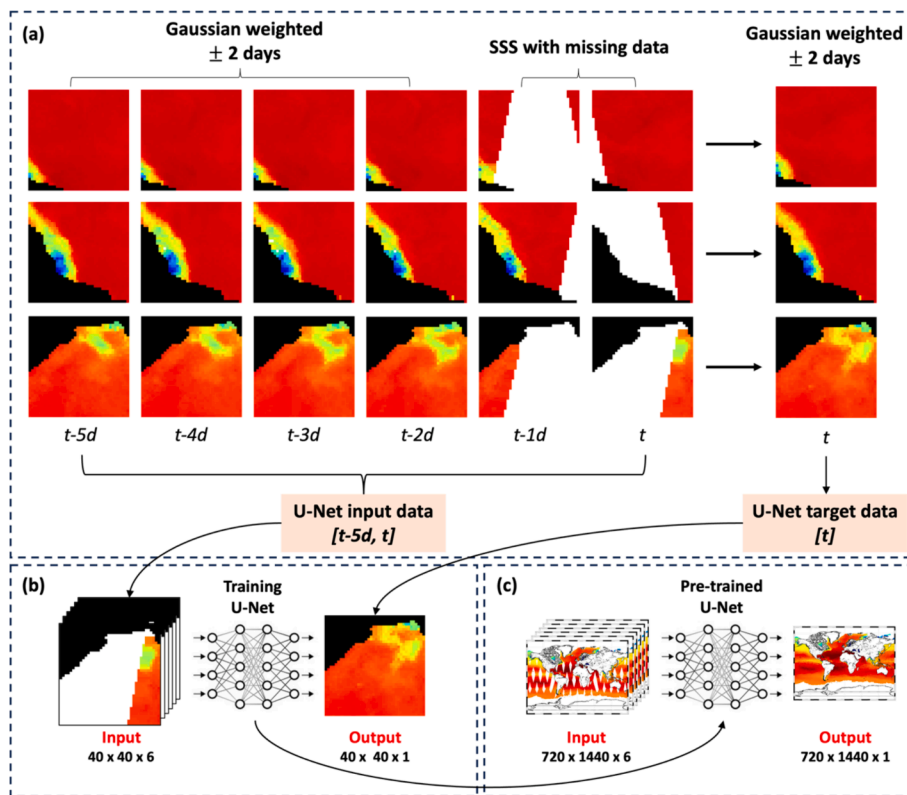 (a)
Gaussian weighted
± 2 days
SSS with missing data
Gaussian weighted
± 2 days
t-5d
t-4d
t-3d
t-2d
t-1d
t
t
U-Net input data
[t-5d, t]
U-Net target data
[t]
(b)
Training
U-Net
Input
40 x 40 x 6
Output
40 x 40 x 1
(c)
Pre-trained
U-Net
Input
720 x 1440 x 6
Output
720 x 1440 x 1